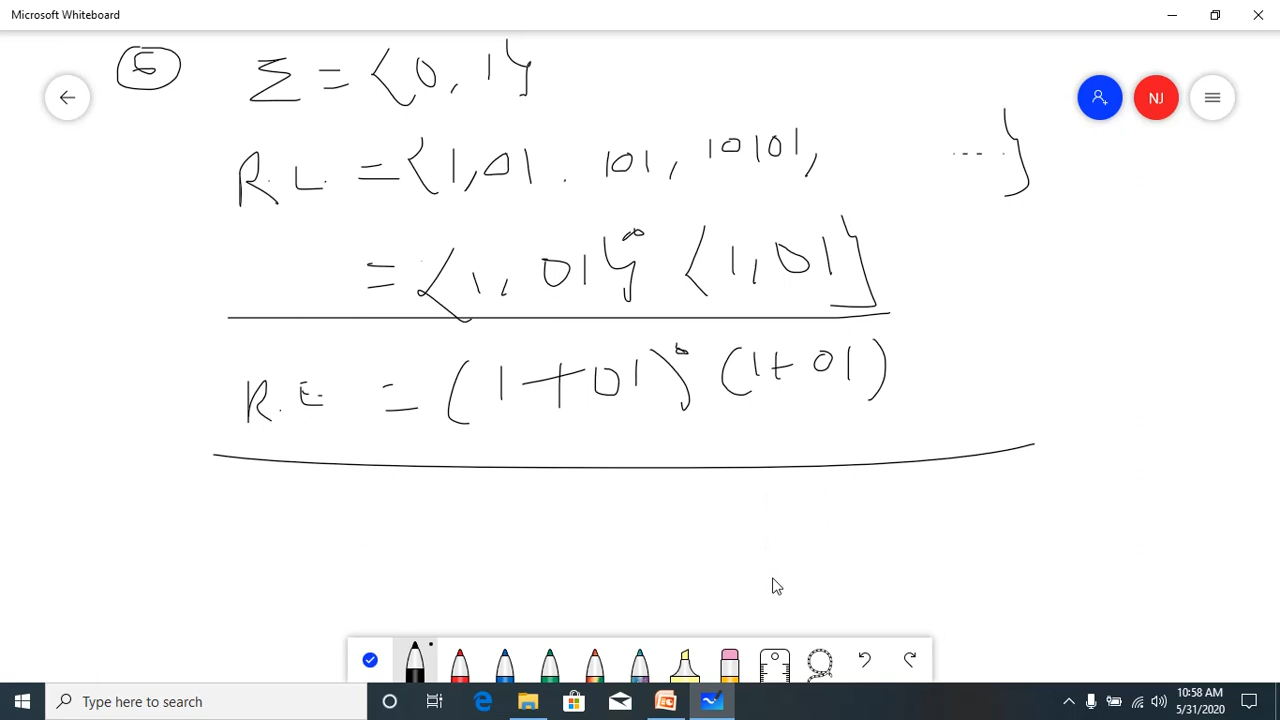 Microsoft Whiteboard
5 Σ = {0, 1}
NJ
R.L. = {1,01. 101, 10101, ....}
= {1, 01}* {1,01}
R.E = (1+01)* (1+01)
Type here to search
10:58 AM
5/31/2020